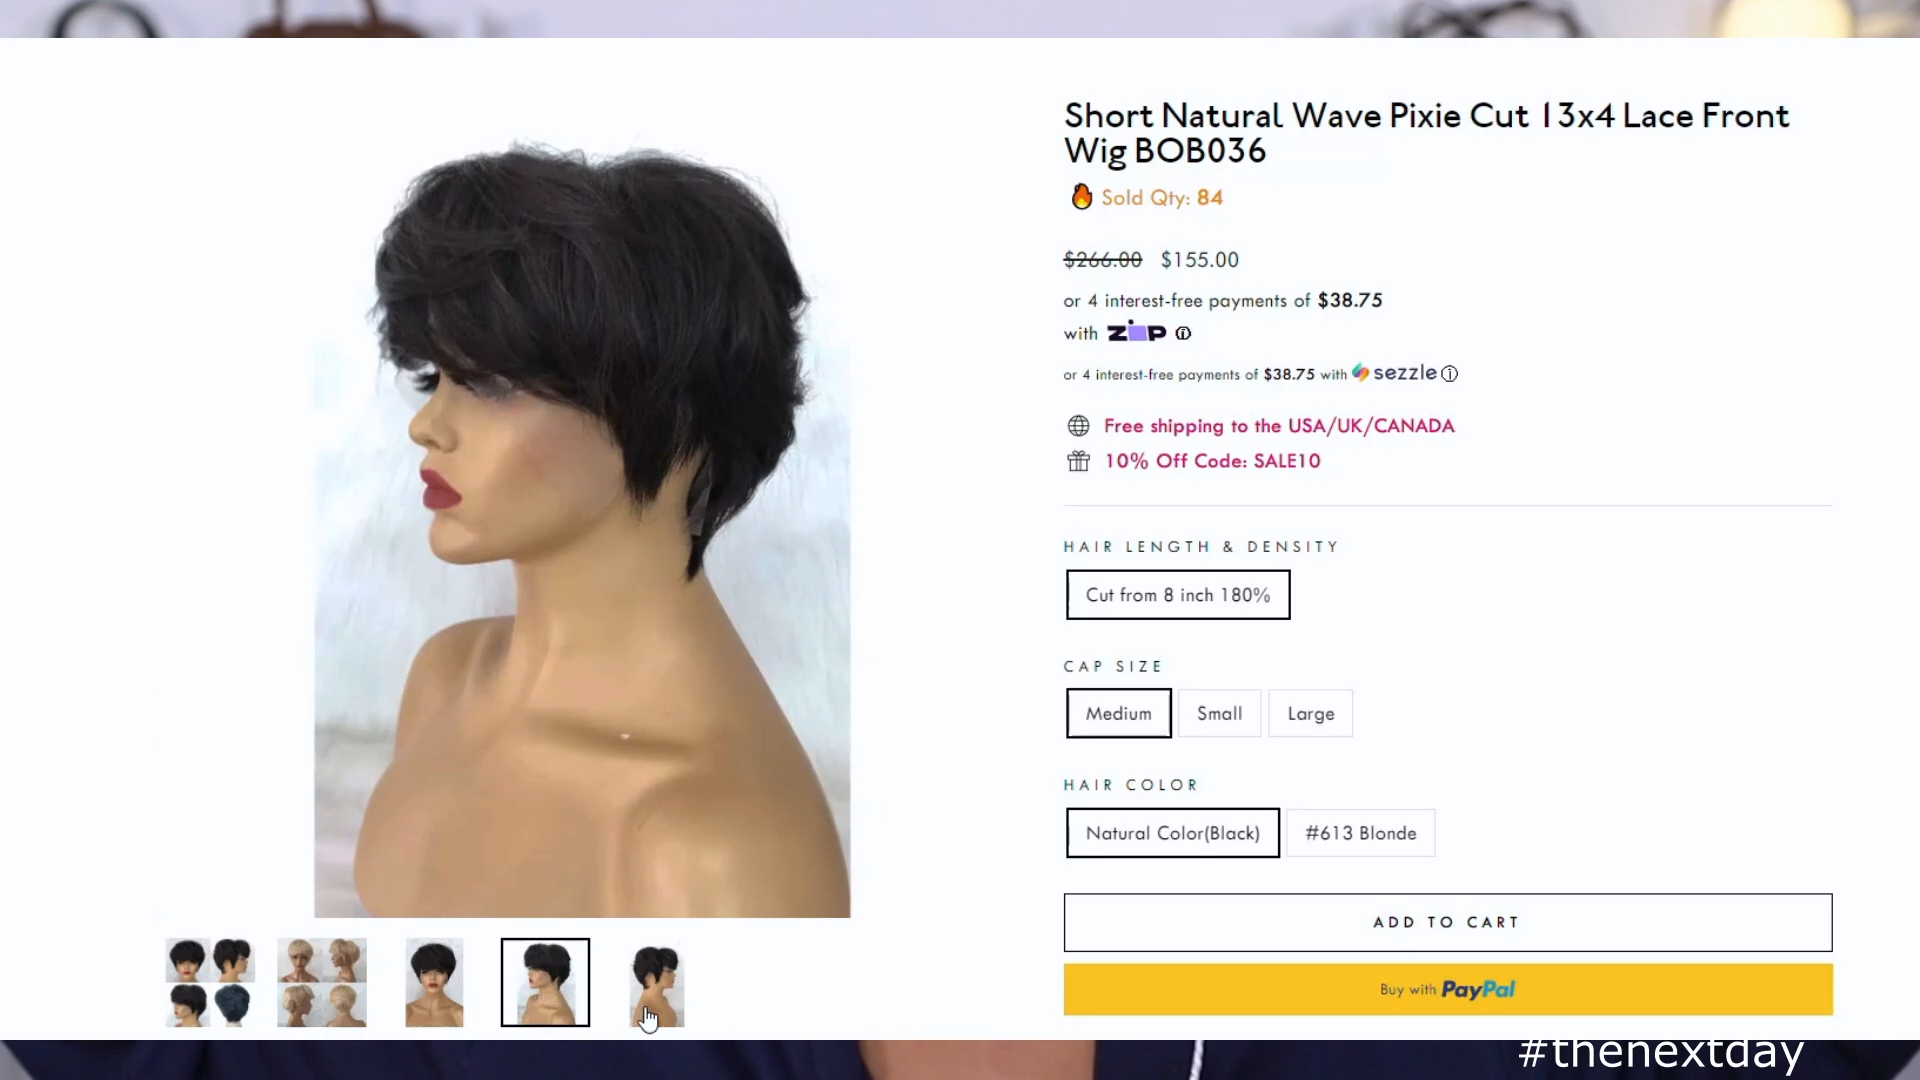 Short Natural Wave Pixie Cut 13x4 Lace Front
Wig BOB036
Sold Qty: 84
$266.00 $155.00
or 4 interest-free payments of $38.75
with ZIP
or 4 interest-free payments of $38.75 with sezzle
Free shipping to the USA/UK/CANADA
10% Off Code: SALE10
HAIR LENGTH & DENSITY
Cut from 8 inch 180%
CAP SIZE
Medium Small Large
HAIR COLOR
Natural Color(Black) #613 Blonde
ADD TO CART
Buy with PayPal
#thenextday